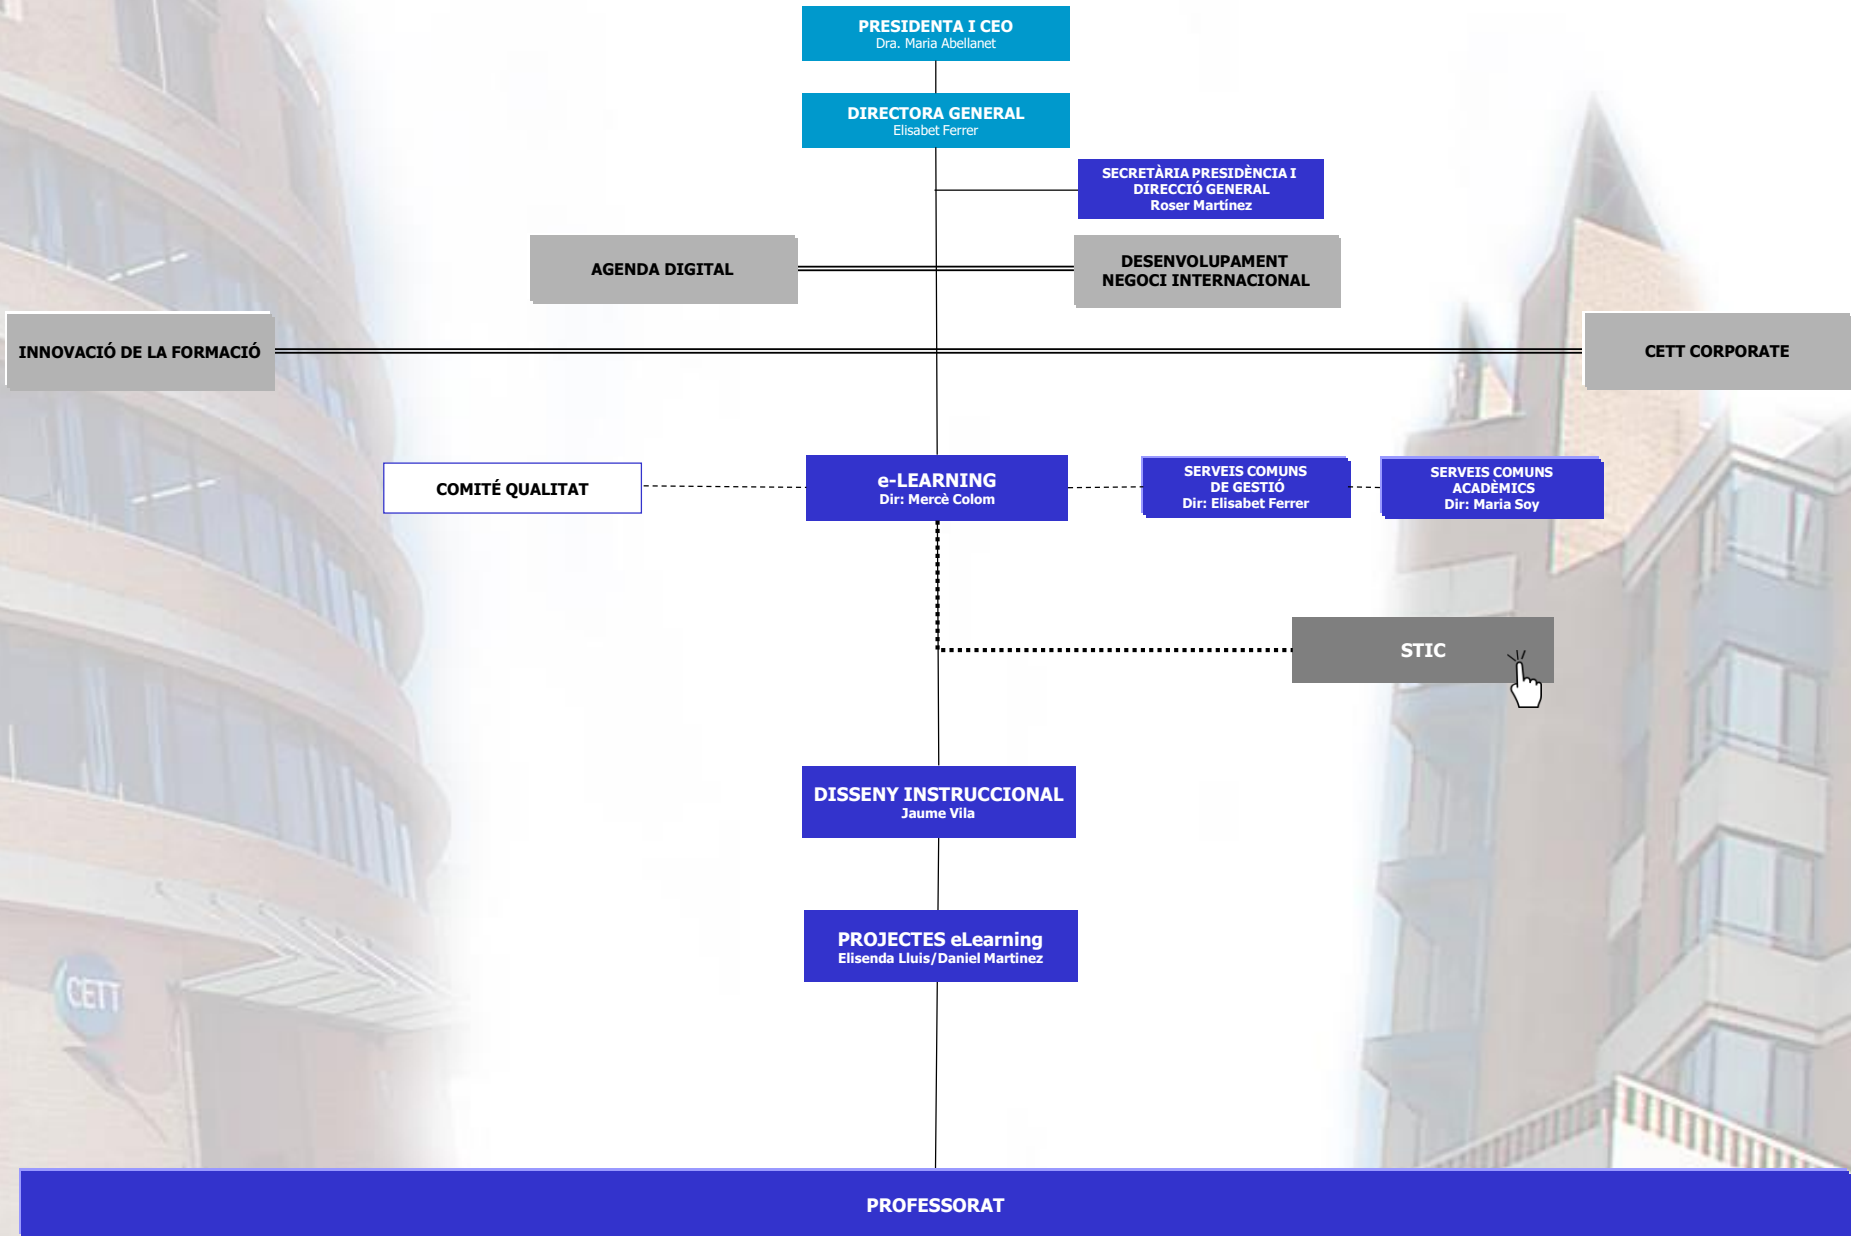 PRESIDENTA I CEO
Dra. Maria Abellanet
DIRECTORA GENERAL
Elisabet Ferrer
SECRETÀRIA PRESIDÈNCIA I
DIRECCIÓ GENERAL
Roser Martínez
AGENDA DIGITAL
DESENVOLUPAMENT
NEGOCI INTERNACIONAL
INNOVACIÓ DE LA FORMACIÓ
CETT CORPORATE
COMITÉ QUALITAT
e-LEARNING
Dir: Mercè Colom
SERVEIS COMUNS
DE GESTIÓ
Dir: Elisabet Ferrer
SERVEIS COMUNS
ACADÈMICS
Dir: Maria Soy
STIC
DISSENY INSTRUCCIONAL
Jaume Vila
PROJECTES eLearning
Elisenda Lluis/Daniel Martinez
CETT
PROFESSORAT